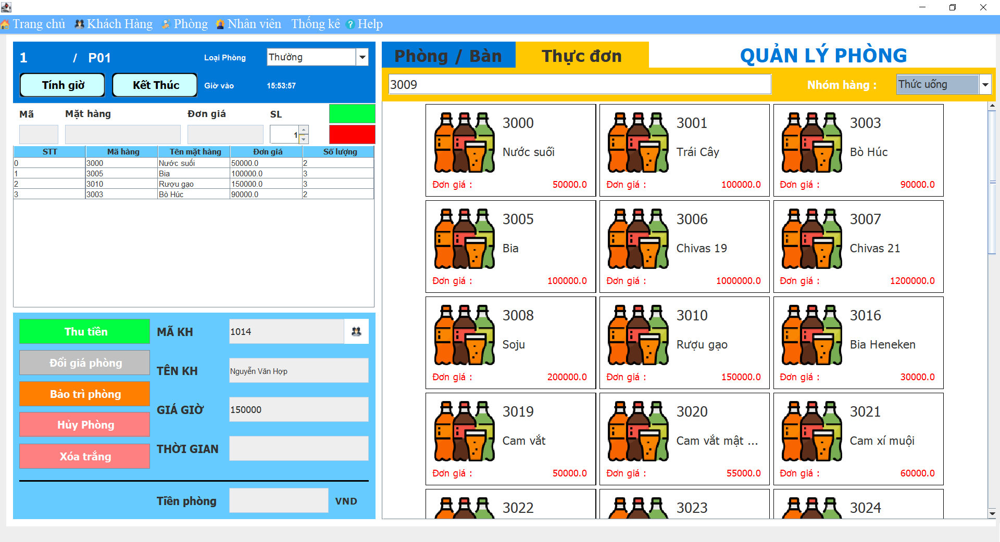 Trang chủ Khách Hàng Phòng Nhân viên Thống kê Help
1 / P01 Loại Phòng Thường
Tính giờ Kết Thúc Giờ vào 15:53:57
Mã Mặt hàng Đơn giá SL
1
STT Mã hàng Tên mặt hàng Đơn giá Số lượng
0 3000 Nước suối 50000.0 2
1 3005 Bia 100000.0 3
2 3010 Rượu gạo 150000.0 3
3 3003 Bò Húc 90000.0 2
Thu tiền MÃ KH 1014
Đổi giá phòng TÊN KH Nguyễn Văn Hợp
Bảo trì phòng GIÁ GIỜ 150000
Hủy Phòng
Xóa trắng THỜI GIAN
Tiền phòng VND
Phòng / Bàn Thực đơn QUẢN LÝ PHÒNG
3009 Nhóm hàng : Thức uống
3000 3001 3003
Nước suối Trái Cây Bò Húc
Đơn giá : 50000.0 Đơn giá : 100000.0 Đơn giá : 90000.0
3005 3006 3007
Bia Chivas 19 Chivas 21
Đơn giá : 100000.0 Đơn giá : 1000000.0 Đơn giá : 1200000.0
3008 3010 3016
Soju Rượu gạo Bia Heneken
Đơn giá : 200000.0 Đơn giá : 150000.0 Đơn giá : 30000.0
3019 3020 3021
Cam vắt Cam vắt mật ... Cam xí muội
Đơn giá : 50000.0 Đơn giá : 55000.0 Đơn giá : 60000.0
3022 3023 3024